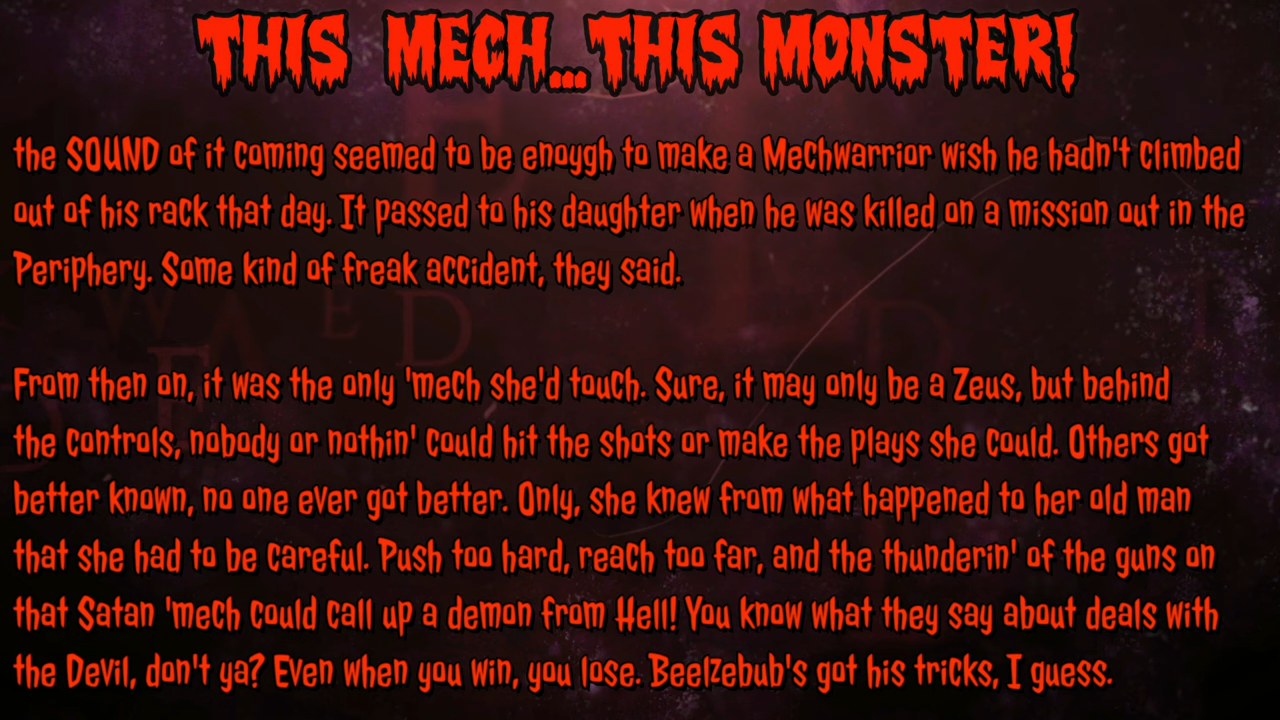 THIS MECH...THIS MONSTER!
the SOUND of it coming seemed to be enoygh to make a Mechwarrior wish he hadn't climbed
out of his rack that day. It passed to his daughter when he was killed on a mission out in the
Periphery. Some kind of freak accident, they said.
From then on, it was the only 'mech she'd touch. Sure, it may only be a Zeus, but behind
the controls, nobody or nothin' could hit the shots or make the plays she could. Others got
better known, no one ever got better. Only, she knew from what happened to her old man
that she had to be careful. Push too hard, reach too far, and the thunderin' of the guns on
that Satan 'mech could call up a demon from Hell! You know what they say about deals with
the Devil, don't ya? Even when you win, you lose. Beelzebub's got his tricks, I guess.